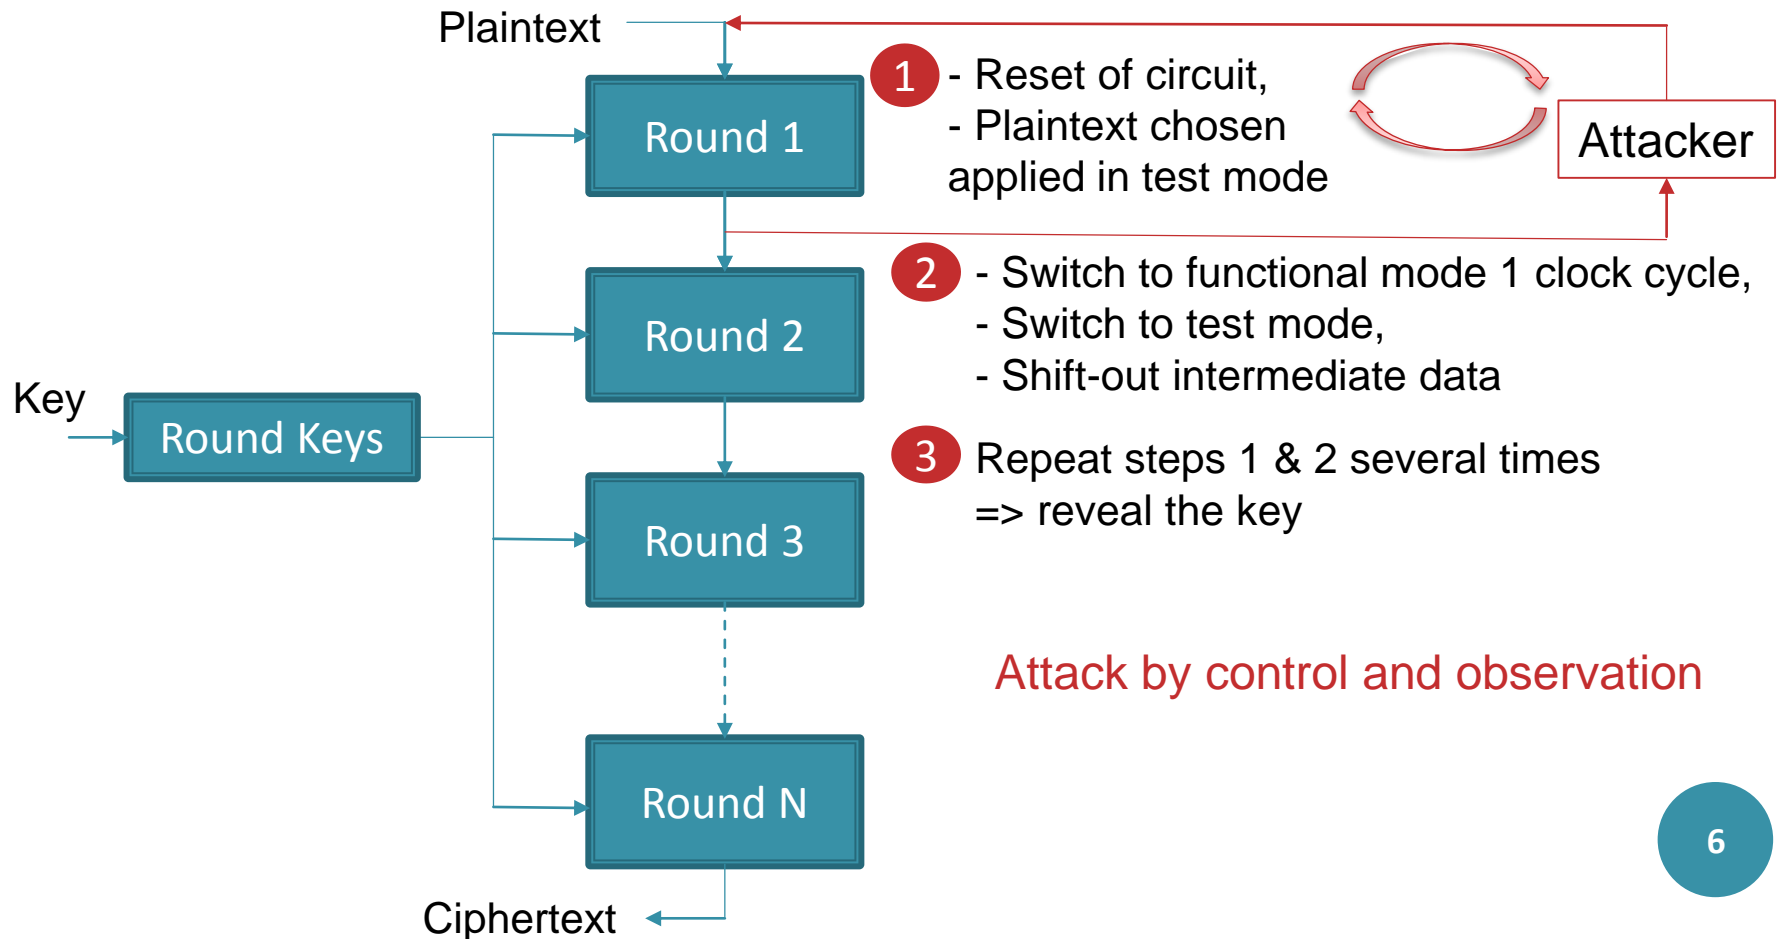 Plaintext
Round 1
Round 2
Round 3
Round N
Key
Round Keys
Ciphertext
1
- Reset of circuit,
- Plaintext chosen
applied in test mode
Attacker
2
- Switch to functional mode 1 clock cycle,
- Switch to test mode,
- Shift-out intermediate data
3
Repeat steps 1 & 2 several times
=> reveal the key
Attack by control and observation
6